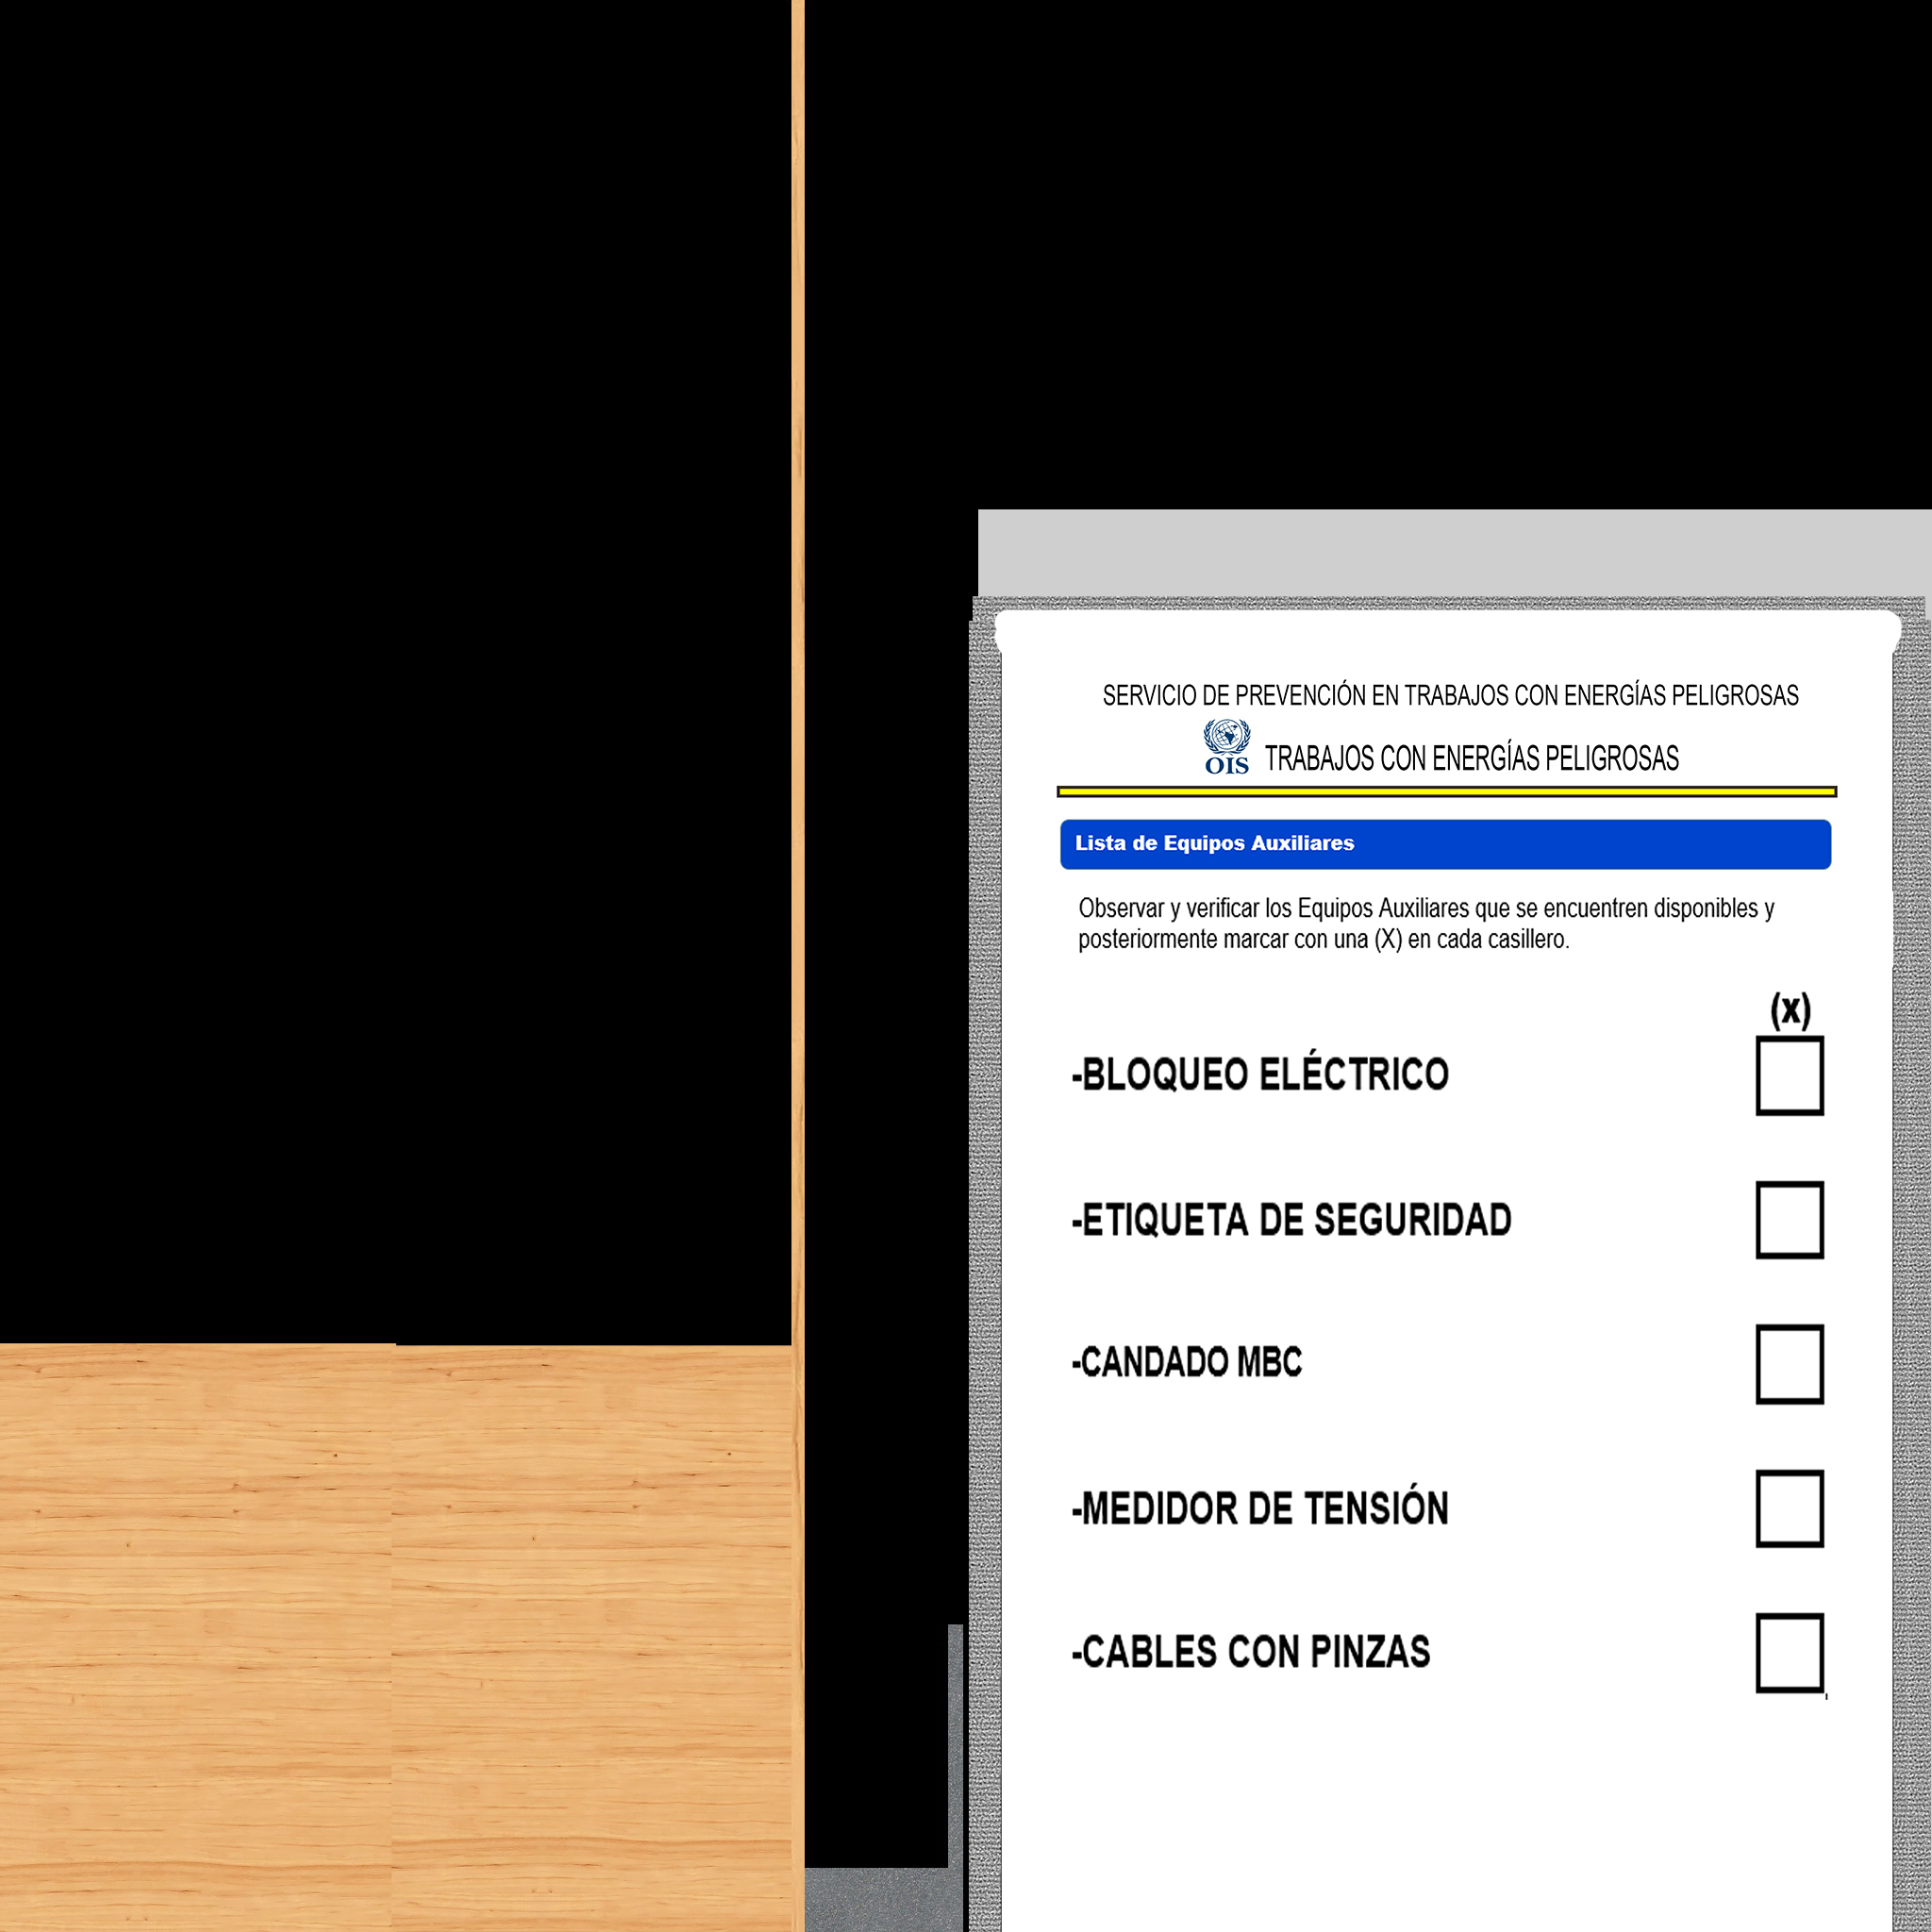 SERVICIO DE PREVENCIÓN EN TRABAJOS CON ENERGÍAS PELIGROSAS
OIS TRABAJOS CON ENERGÍAS PELIGROSAS
Lista de Equipos Auxiliares
Observar y verificar los Equipos Auxiliares que se encuentren disponibles y
posteriormente marcar con una (X) en cada casillero.
(x)
-BLOQUEO ELÉCTRICO
-ETIQUETA DE SEGURIDAD
-CANDADO MBC
-MEDIDOR DE TENSIÓN
-CABLES CON PINZAS